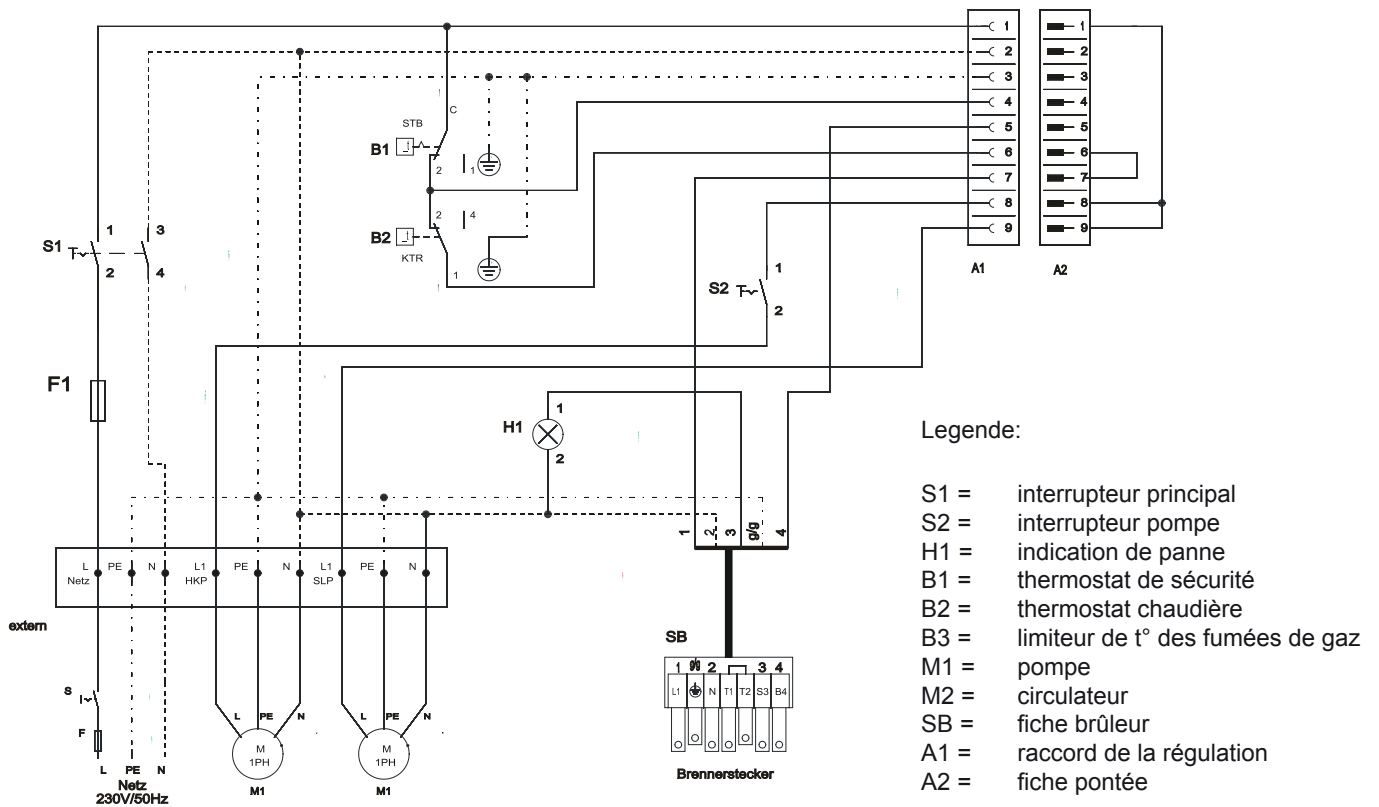 1
2
3
4
5
6
7
8
9
A1
1
2
3
4
5
6
7
8
9
A2
C
STB
B1
2
1
2
4
B2
KTR
1
S1
1
3
2
4
S2
1
2
F1
H1
1
2
1
2
3
g/g
4
L
Netz
PE
N
L1
HKP
PE
N
L1
SLP
PE
N
extern
S
F
L
PE
N
Netz
230V/50Hz
L
PE
N
M
1PH
M1
L
PE
N
M
1PH
M1
SB
1
g/g
2
3
4
L1
N
T1
T2
S3
B4
Brennerstecker
Legende:
S1 = interrupteur principal
S2 = interrupteur pompe
H1 = indication de panne
B1 = thermostat de sécurité
B2 = thermostat chaudière
B3 = limiteur de t° des fumées de gaz
M1 = pompe
M2 = circulateur
SB = fiche brûleur
A1 = raccord de la régulation
A2 = fiche pontée